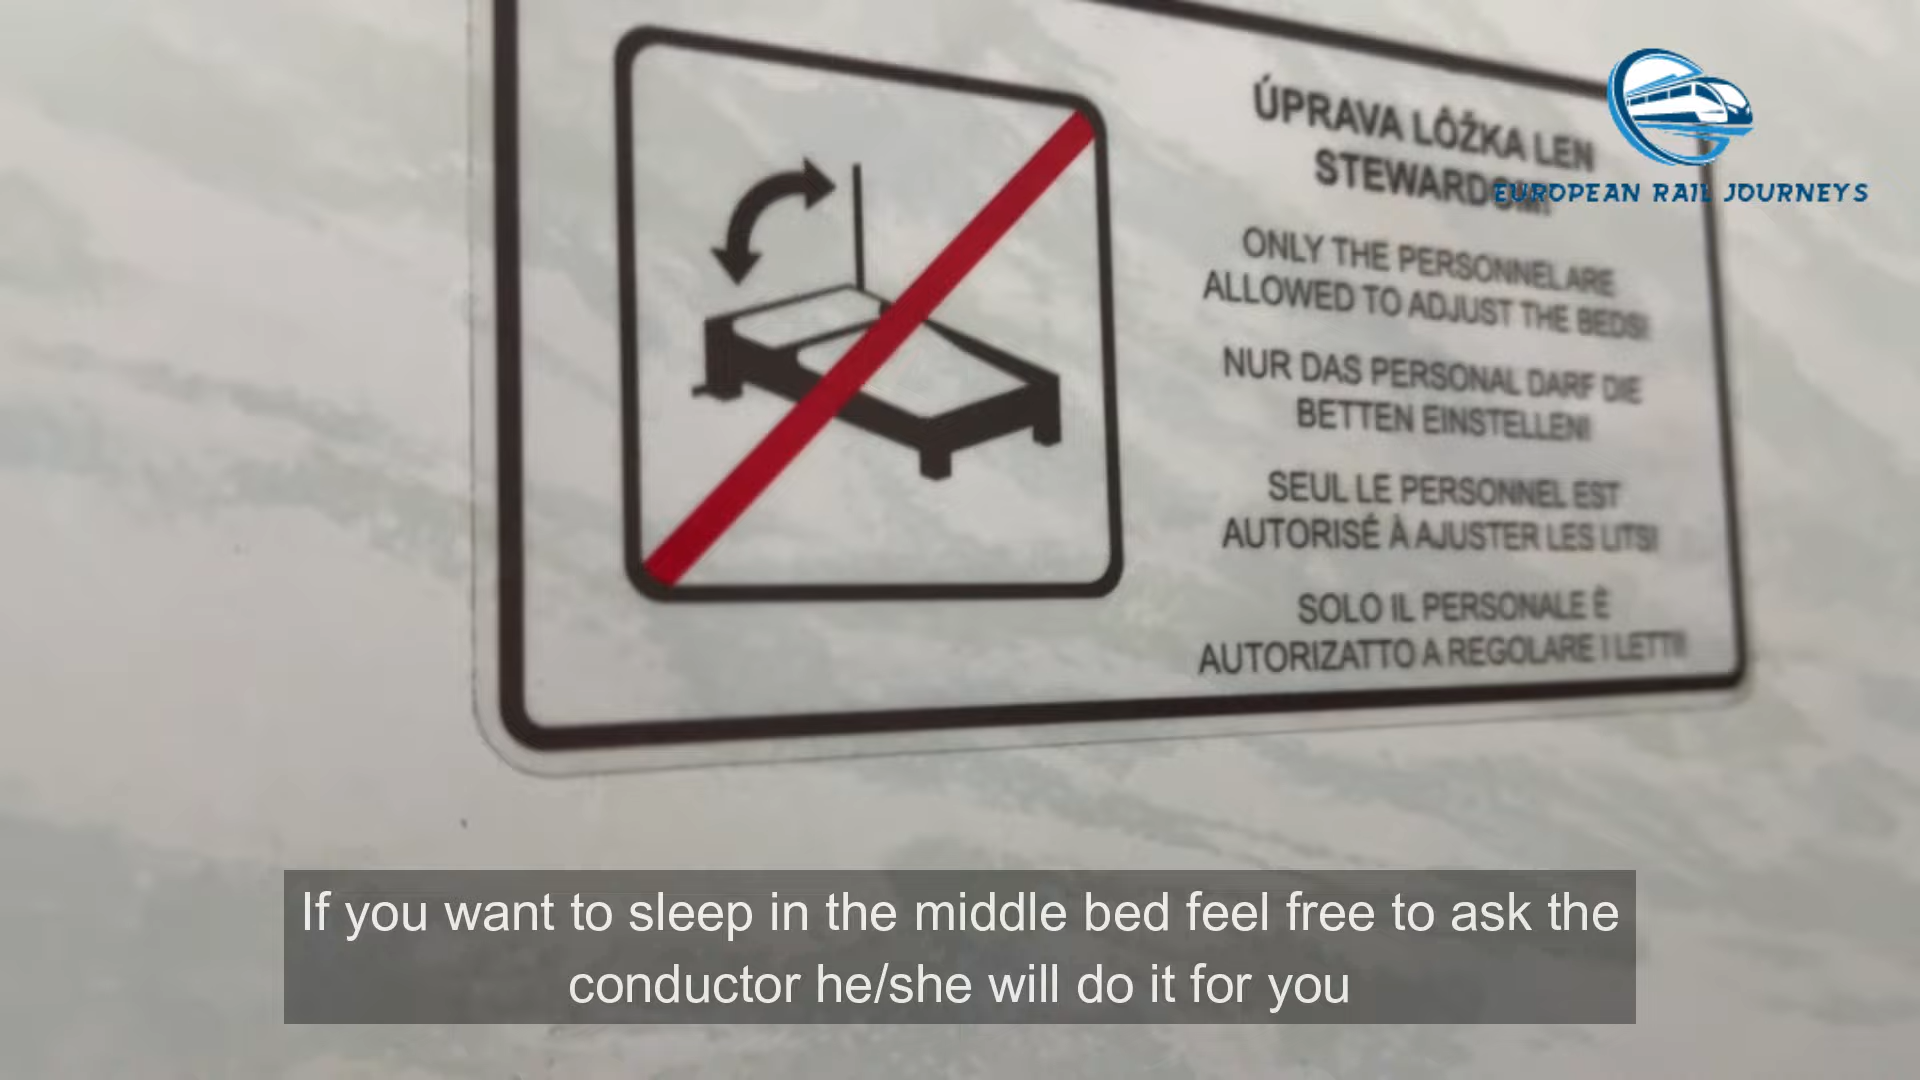 ÚPRAVA LÔŽKA LEN
STEWARDOM!
EUROPEAN RAIL JOURNEYS
ONLY THE PERSONNEL ARE
ALLOWED TO ADJUST THE BEDS!
NUR DAS PERSONAL DARF DIE
BETTEN EINSTELLEN!
SEUL LE PERSONNEL EST
AUTORISÉ À AJUSTER LES LITS!
SOLO IL PERSONALE È
AUTORIZATTO A REGOLARE I LETTI!
If you want to sleep in the middle bed feel free to ask the
conductor he/she will do it for you